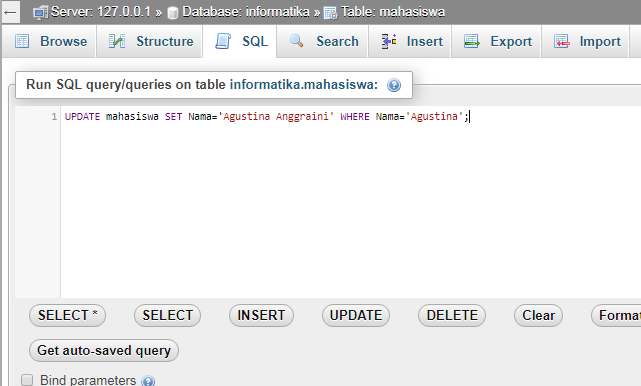 Server: 127.0.0.1 » Database: informatika » Table: mahasiswa
Browse Structure SQL Search Insert Export Import
Run SQL query/queries on table informatika.mahasiswa:
1 UPDATE mahasiswa SET Nama='Agustina Anggraini' WHERE Nama='Agustina';
SELECT * SELECT INSERT UPDATE DELETE Clear Format
Get auto-saved query
Bind parameters